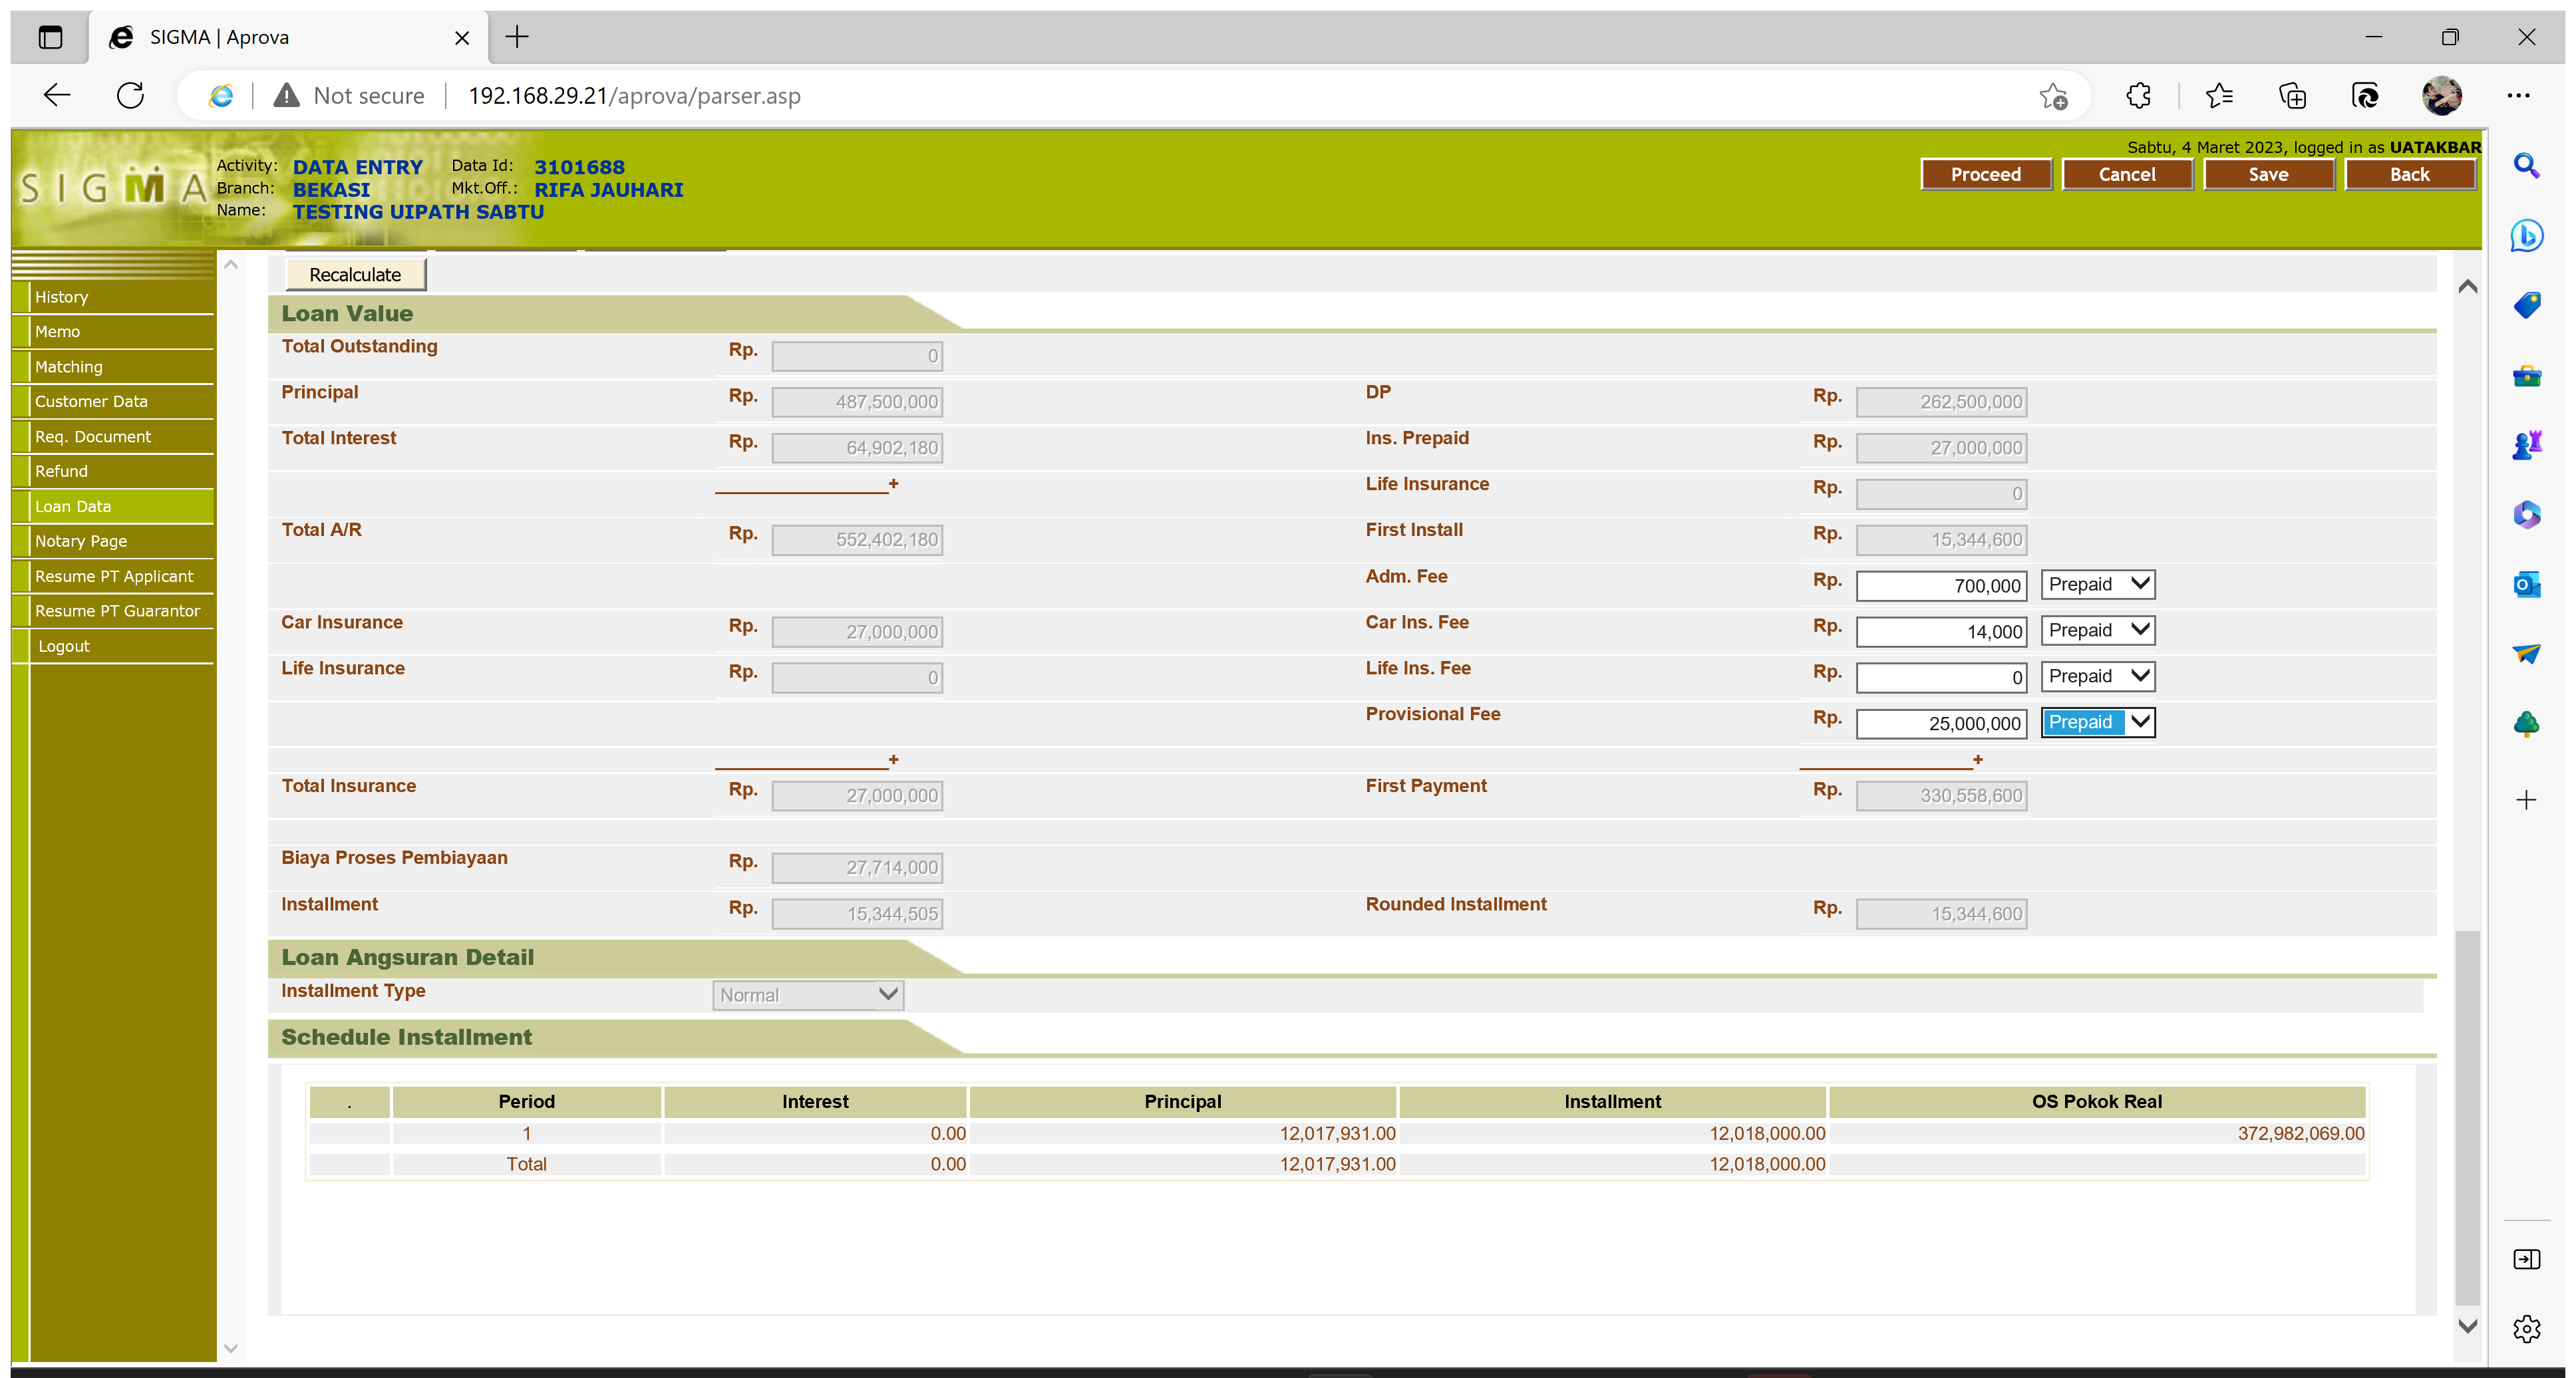 SIGMA | Aprova
Not secure 192.168.29.21/aprova/parser.asp
Sabtu, 4 Maret 2023, logged in as UATAKBAR
SIGMA
Activity: DATA ENTRY Data Id: 3101688
Branch: BEKASI Mkt.Off.: RIFA JAUHARI
Name: TESTING UIPATH SABTU
Proceed Cancel Save Back
History
Memo
Matching
Customer Data
Req. Document
Refund
Loan Data
Notary Page
Resume PT Applicant
Resume PT Guarantor
Logout
Recalculate
Loan Value
Total Outstanding Rp. 0
Principal Rp. 487,500,000 DP Rp. 262,500,000
Total Interest Rp. 64,902,180 Ins. Prepaid Rp. 27,000,000
+ Life Insurance Rp. 0
Total A/R Rp. 552,402,180 First Install Rp. 15,344,600
Adm. Fee Rp. 700,000 Prepaid
Car Insurance Rp. 27,000,000 Car Ins. Fee Rp. 14,000 Prepaid
Life Insurance Rp. 0 Life Ins. Fee Rp. 0 Prepaid
Provisional Fee Rp. 25,000,000 Prepaid
+ +
Total Insurance Rp. 27,000,000 First Payment Rp. 330,558,600
Biaya Proses Pembiayaan Rp. 27,714,000
Installment Rp. 15,344,505 Rounded Installment Rp. 15,344,600
Loan Angsuran Detail
Installment Type Normal
Schedule Installment
. Period Interest Principal Installment OS Pokok Real
1 0.00 12,017,931.00 12,018,000.00 372,982,069.00
Total 0.00 12,017,931.00 12,018,000.00